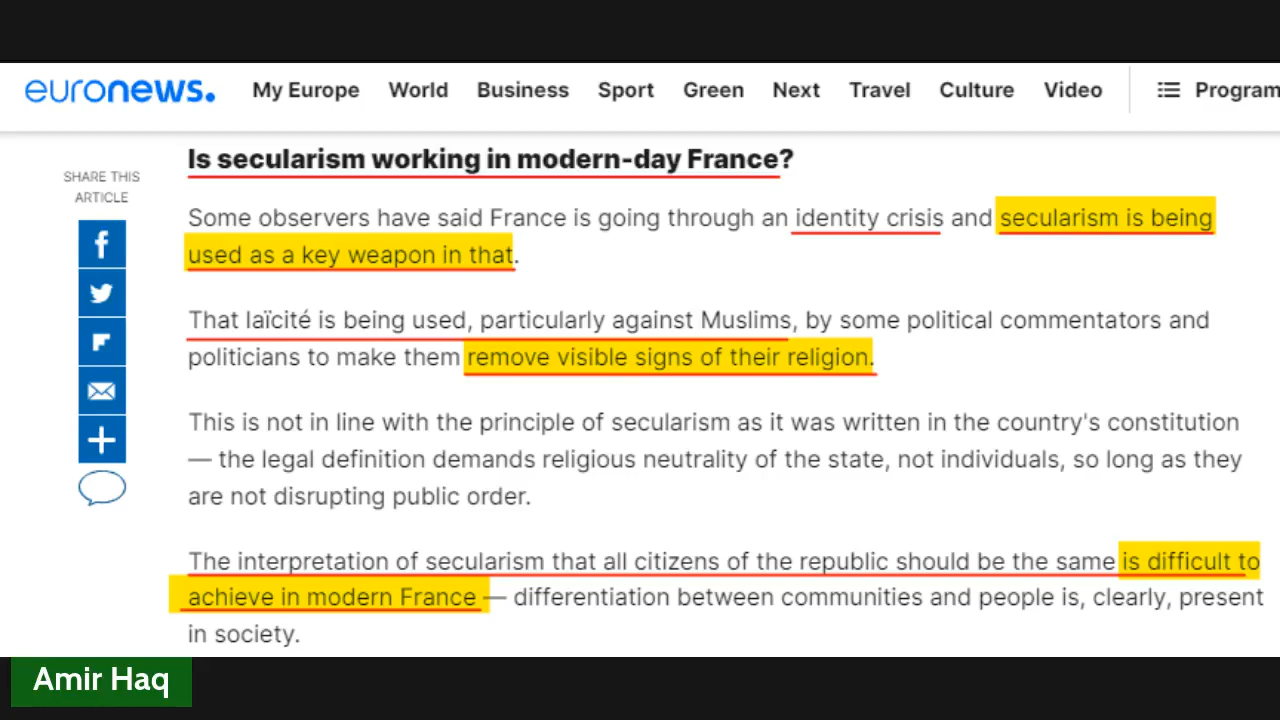 euronews. My Europe World Business Sport Green Next Travel Culture Video Program
SHARE THIS
ARTICLE
Is secularism working in modern-day France?
Some observers have said France is going through an identity crisis and secularism is being
used as a key weapon in that.
That laïcité is being used, particularly against Muslims, by some political commentators and
politicians to make them remove visible signs of their religion.
This is not in line with the principle of secularism as it was written in the country's constitution
— the legal definition demands religious neutrality of the state, not individuals, so long as they
are not disrupting public order.
The interpretation of secularism that all citizens of the republic should be the same is difficult to
achieve in modern France — differentiation between communities and people is, clearly, present
in society.
Amir Haq